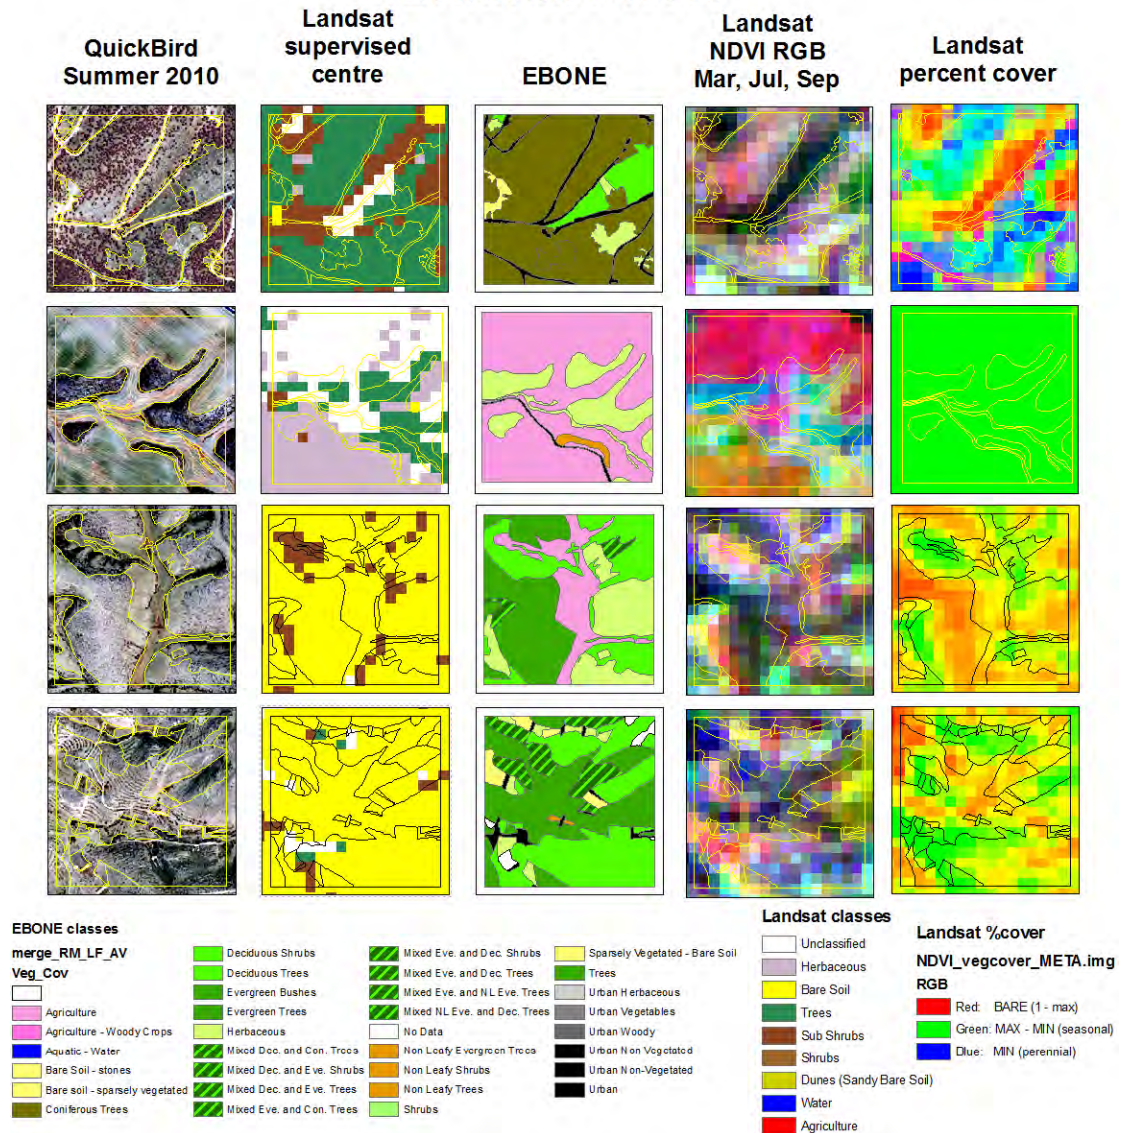 QuickBird
Summer 2010
Landsat
supervised
centre
EBONE
Landsat
NDVI RGB
Mar, Jul, Sep
Landsat
percent cover
EBONE classes
merge_RM_LF_AV
Veg_Cov
Agriculture
Agriculture - Woody Crops
Aquatic - Water
Bare Soil - stones
Bare soil - sparsely vegetated
Coniferous Trees
Deciduous Shrubs
Deciduous Trees
Evergreen Bushes
Evergreen Trees
Herbaceous
Mixed Dec. and Con. Trees
Mixed Dec. and Eve. Shrubs
Mixed Dec. and Eve. Trees
Mixed Eve. and Con. Trees
Mixed Eve. and Dec. Shrubs
Mixed Eve. and Dec. Trees
Mixed Eve. and NL Eve. Trees
Mixed NL Eve. and Dec. Trees
No Data
Non Leafy Evergreen Trees
Non Leafy Shrubs
Non Leafy Trees
Shrubs
Sparsely Vegetated - Bare Soil
Trees
Urban Herbaceous
Urban Vegetables
Urban Woody
Urban Non Vegetated
Urban Non-Vegetated
Urban
Landsat classes
Unclassified
Herbaceous
Bare Soil
Trees
Sub Shrubs
Shrubs
Dunes (Sandy Bare Soil)
Water
Agriculture
Landsat %cover
NDVI_vegcover_META.img
RGB
Red: BARE (1 - max)
Green: MAX - MIN (seasonal)
Blue: MIN (perennial)